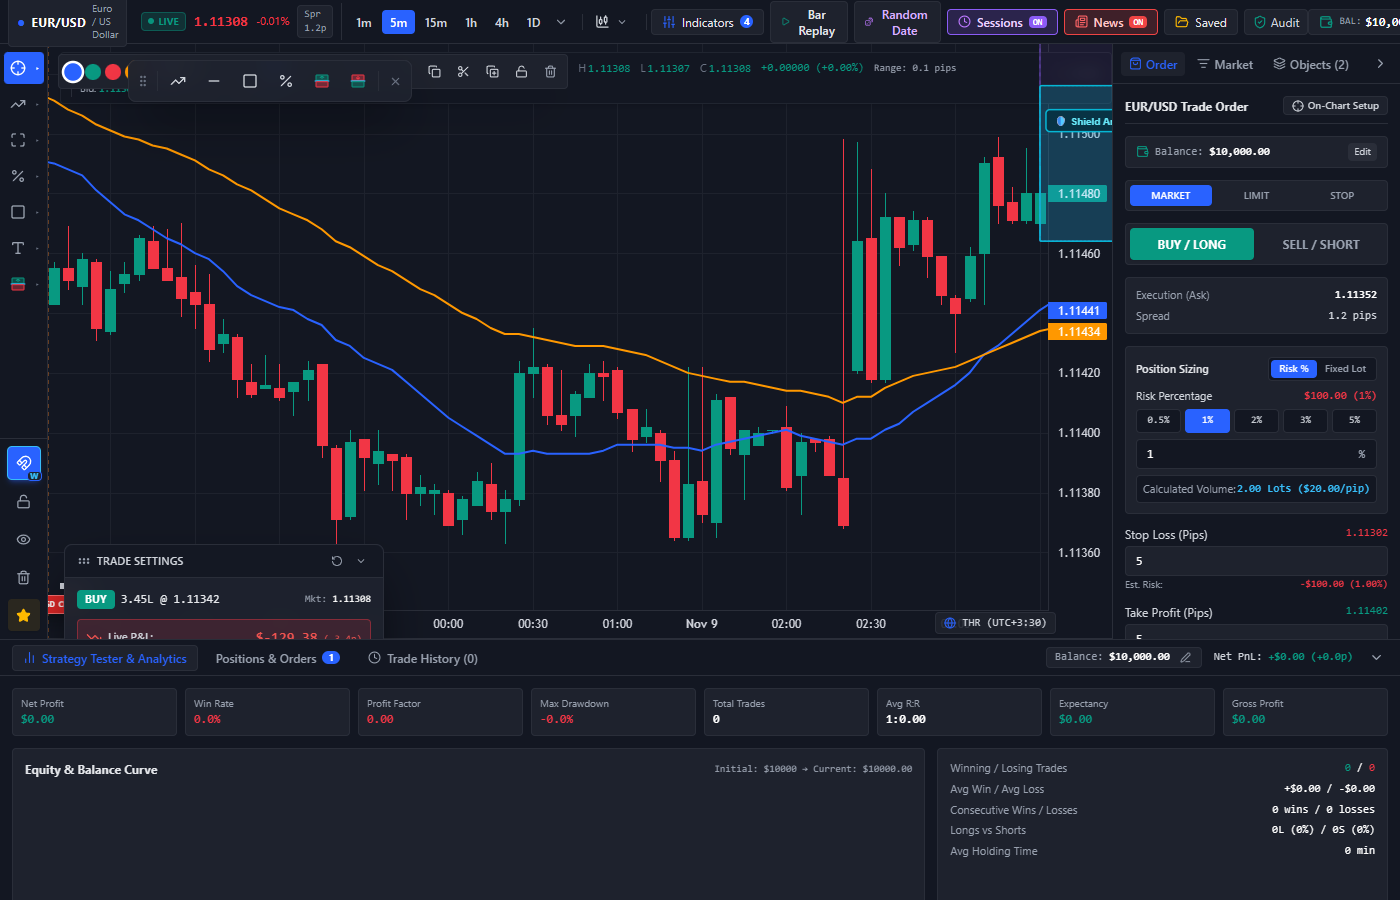 EUR/USD
Euro / US Dollar
LIVE
1.11308
-0.01%
Spr 1.2p
1m
5m
15m
1h
4h
1D
Indicators 4
Bar Replay
Random Date
Sessions ON
News ON
Saved
Audit
BAL:
H1.11308 L1.11307 C1.11308 +0.00000 (+0.00%) Range: 0.1 pips
Order
Market
Objects (2)
EUR/USD Trade Order
On-Chart Setup
Balance: $10,000.00
Edit
MARKET
LIMIT
STOP
BUY / LONG
SELL / SHORT
Execution (Ask) 1.11352
Spread 1.2 pips
Position Sizing
Risk %
Fixed Lot
Risk Percentage $100.00 (1%)
0.5%
1%
2%
3%
5%
1 %
Calculated Volume: 2.00 Lots ($20.00/pip)
Stop Loss (Pips) 1.11302
5
Est. Risk: -$100.00 (1.00%)
Take Profit (Pips) 1.11402
5
T
W
1.11500
1.11480
1.11460
1.11441
1.11434
1.11420
1.11400
1.11380
1.11360
TRADE SETTINGS
BUY 3.45L @ 1.11342 Mkt: 1.11308
Live P&L: $-129.38
00:00
00:30
01:00
Nov 9
02:00
02:30
THR (UTC+3:30)
Strategy Tester & Analytics
Positions & Orders 1
Trade History (0)
Balance: $10,000.00
Net PnL: +$0.00 (+0.0p)
Net Profit
$0.00
Win Rate
0.0%
Profit Factor
0.00
Max Drawdown
-0.0%
Total Trades
0
Avg R:R
1:0.00
Expectancy
$0.00
Gross Profit
$0.00
Equity & Balance Curve
Initial: $10000 → Current: $10000.00
Winning / Losing Trades 0 / 0
Avg Win / Avg Loss +$0.00 / -$0.00
Consecutive Wins / Losses 0 wins / 0 losses
Longs vs Shorts 0L (0%) / 0S (0%)
Avg Holding Time 0 min